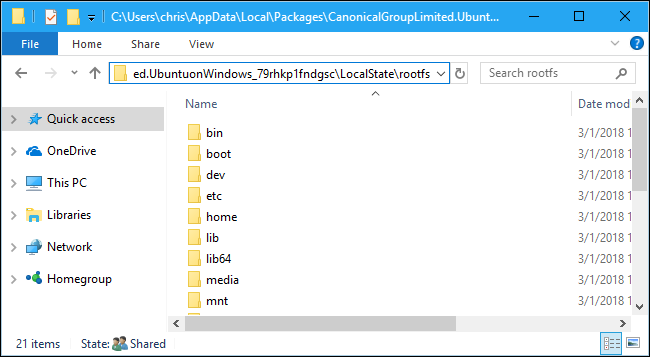 C:\Users\chris\AppData\Local\Packages\CanonicalGroupLimited.Ubunt...
File Home Share View
ed.UbuntuonWindows_79rhkp1fndgsc\LocalState\rootfs
Search rootfs
Name Date mod
Quick access
OneDrive
This PC
Libraries
Network
Homegroup
bin 3/1/2018 1
boot 3/1/2018 1
dev 3/1/2018 1
etc 3/1/2018 1
home 3/1/2018 1
lib 3/1/2018 1
lib64 3/1/2018 1
media 3/1/2018 1
mnt 3/1/2018 1
21 items State: Shared